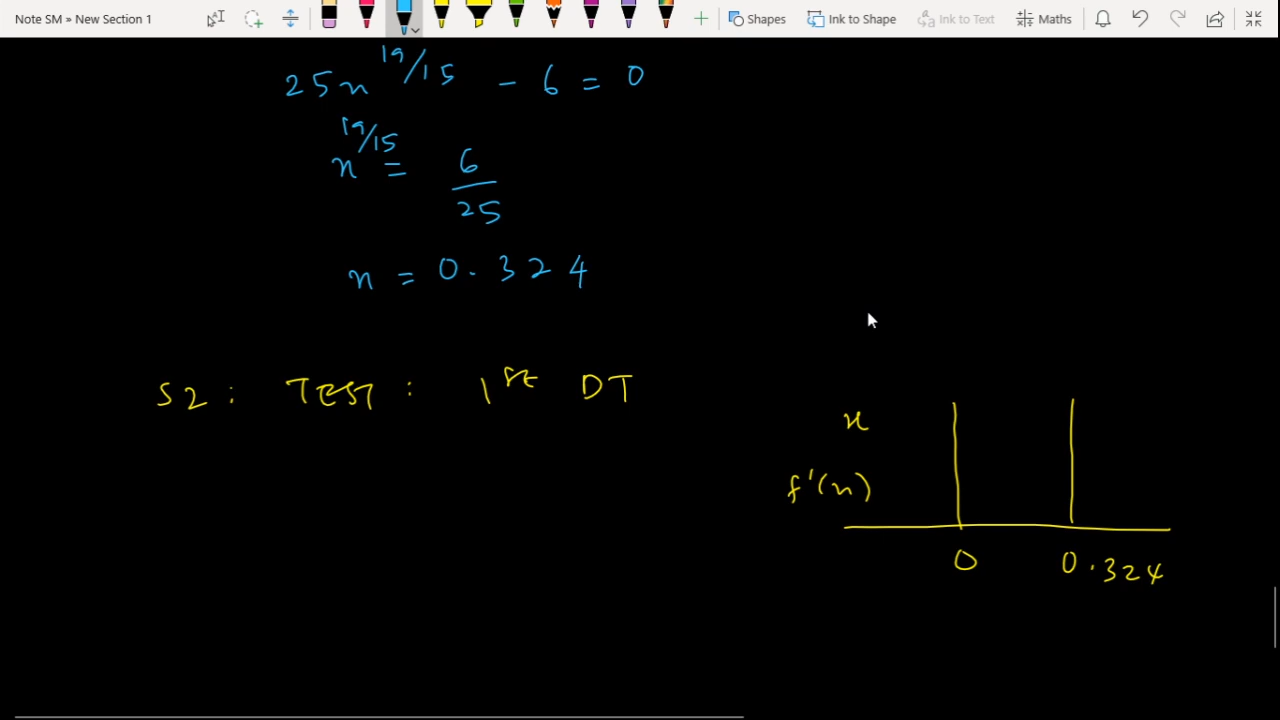 Note SM » New Section 1
Shapes Ink to Shape Ink to Text Maths
25x^19/15 - 6 = 0
x^19/15 = 6/25
x = 0.324
S2: TEST: 1st DT
x
f'(x)
0 0.324